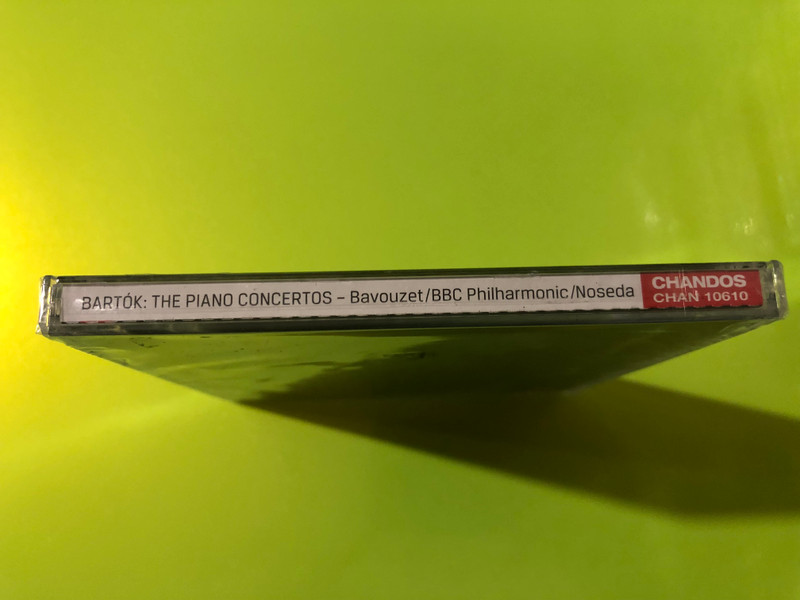 BARTÓK: THE PIANO CONCERTOS – Bavouzet/BBC Philharmonic/Noseda
CHANDOS
CHAN 10610